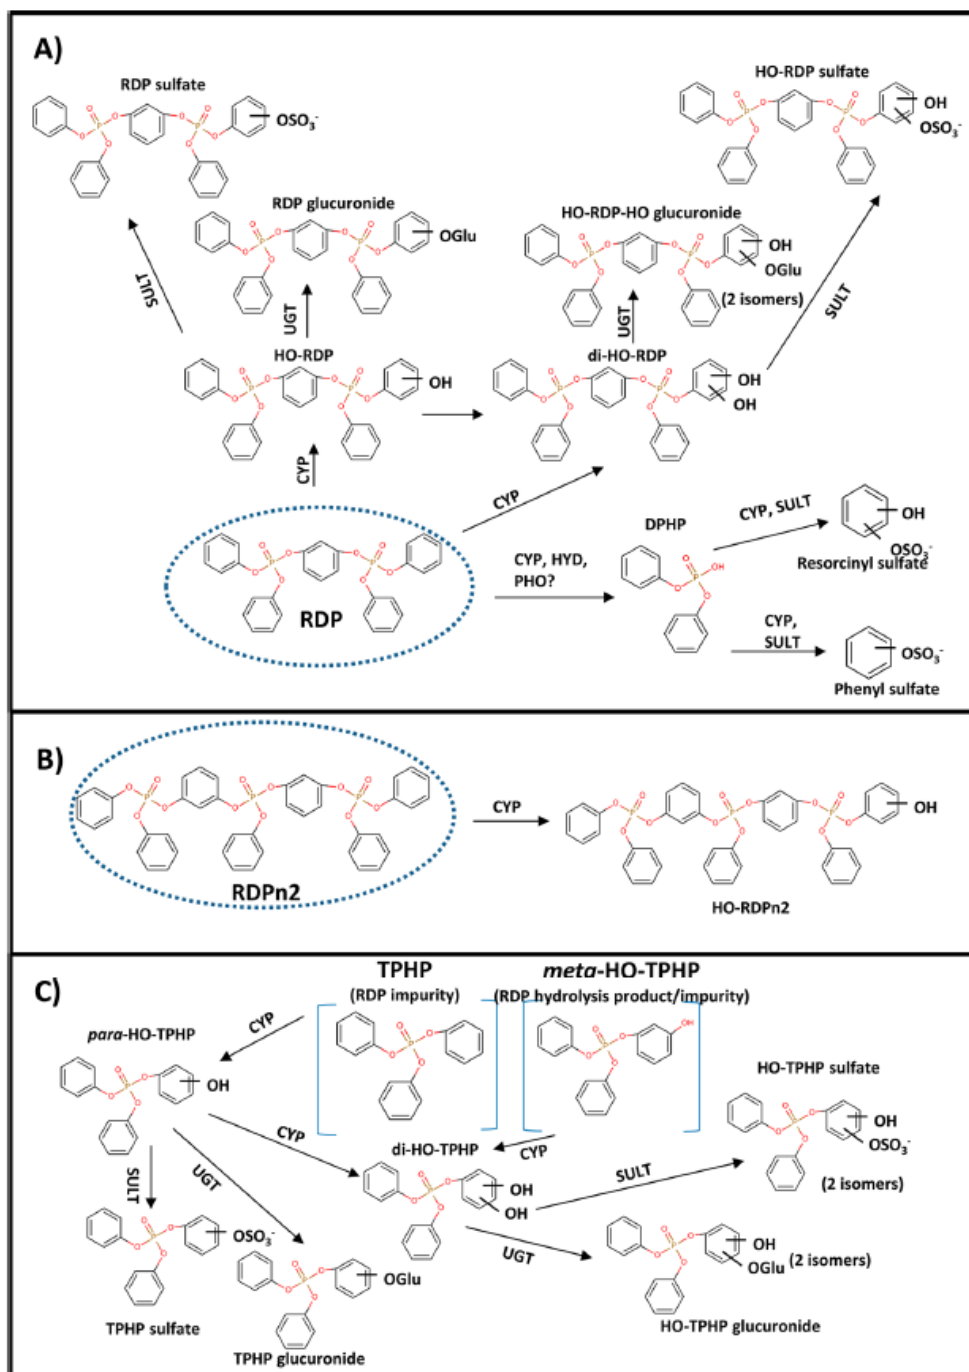 A)
RDP sulfate
OSO₃⁻
HO-RDP sulfate
OH
OSO₃⁻
RDP glucuronide
OGlu
HO-RDP-HO glucuronide
OH
OGlu
(2 isomers)
SULT
UGT
UGT
SULT
HO-RDP
OH
di-HO-RDP
OH
OH
CYP
CYP
RDP
CYP, HYD,
PHO?
DPHP
OH
CYP, SULT
OH
OSO₃⁻
Resorcinyl sulfate
CYP,
SULT
OSO₃⁻
Phenyl sulfate
B)
RDPn2
CYP
OH
HO-RDPn2
C)
TPHP
(RDP impurity)
meta-HO-TPHP
(RDP hydrolysis product/impurity)
OH
para-HO-TPHP
OH
CYP
CYP
CYP
di-HO-TPHP
OH
OH
SULT
UGT
SULT
UGT
HO-TPHP sulfate
OH
OSO₃⁻
(2 isomers)
OSO₃⁻
TPHP sulfate
OGlu
TPHP glucuronide
OH
OGlu
(2 isomers)
HO-TPHP glucuronide